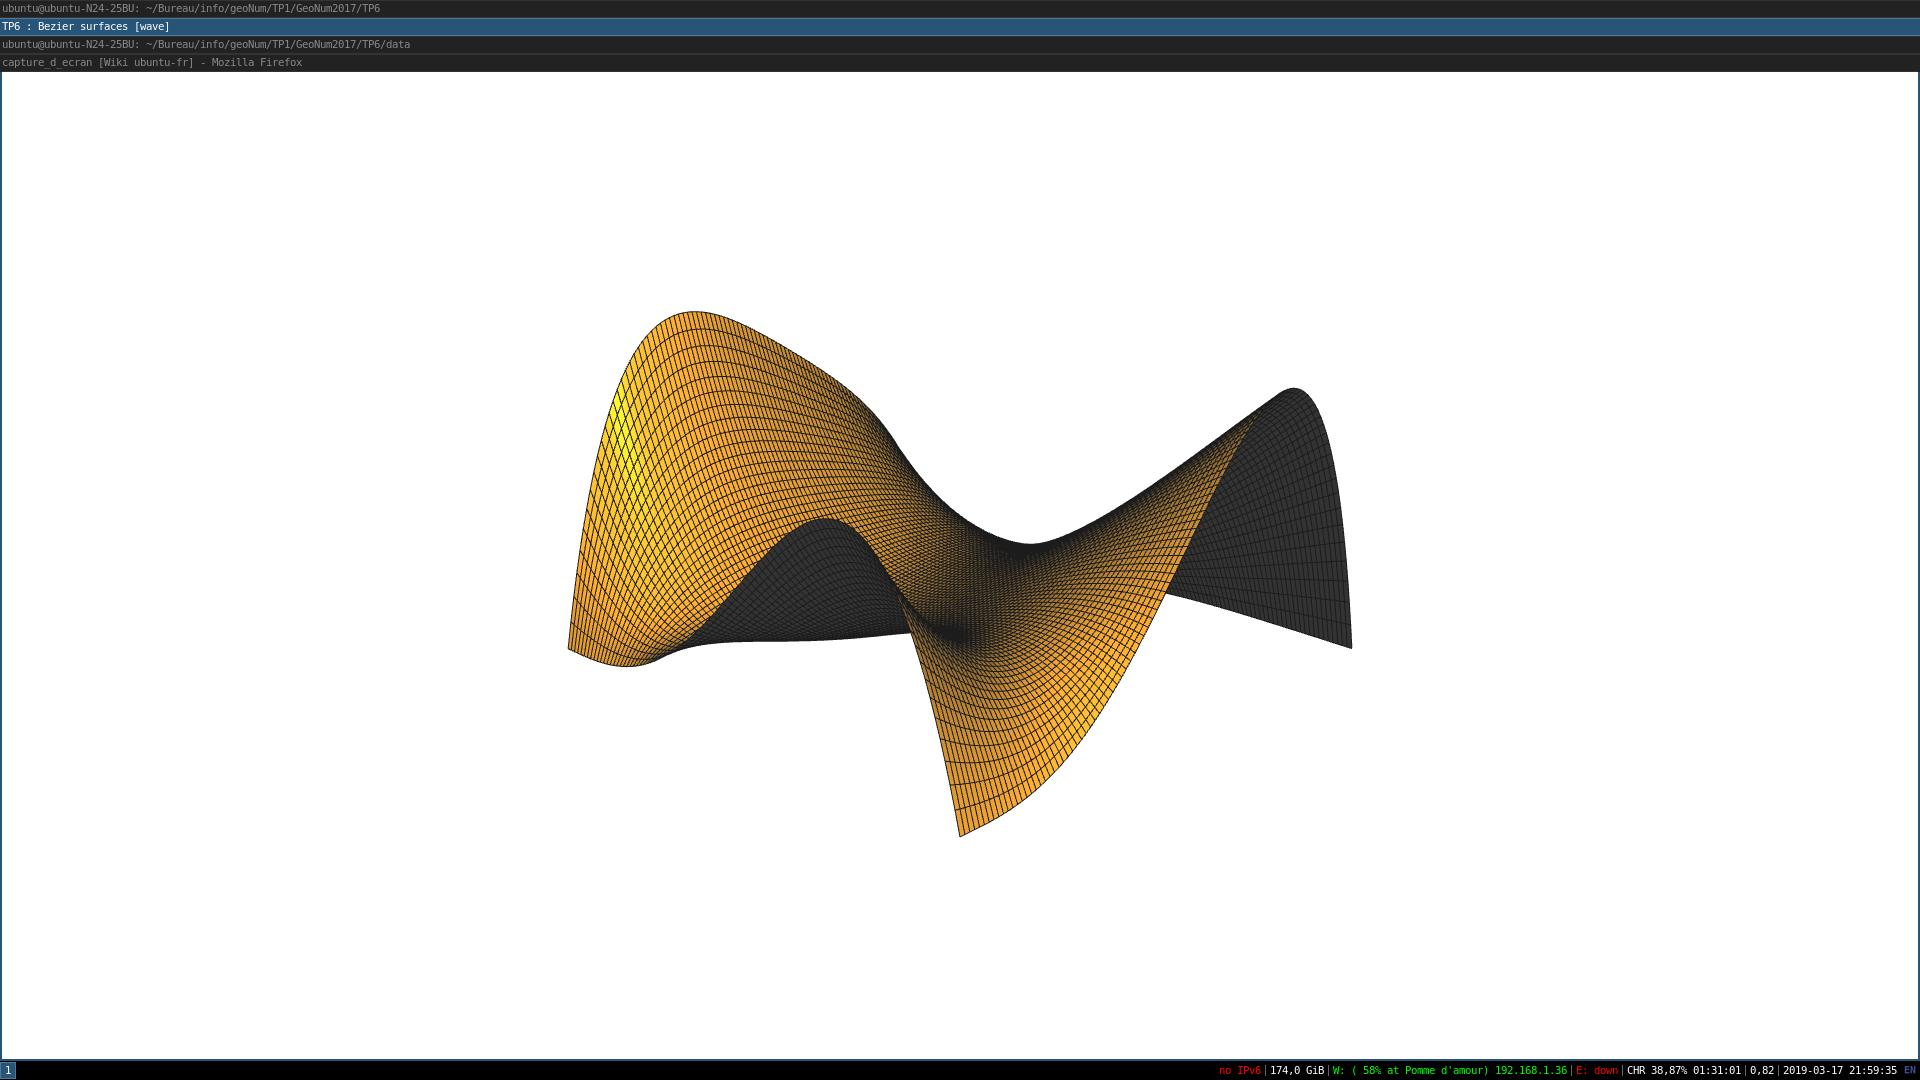 ubuntu@ubuntu-N24-25BU: ~/Bureau/info/geoNum/TP1/GeoNum2017/TP6
TP6 : Bezier surfaces [wave]
ubuntu@ubuntu-N24-25BU: ~/Bureau/info/geoNum/TP1/GeoNum2017/TP6/data
capture_d_ecran [Wiki ubuntu-fr] - Mozilla Firefox
1 no IPv6|174,0 GiB|W: ( 58% at Pomme d'amour) 192.168.1.36|E: down|CHR 38,87% 01:31:01|0,82|2019-03-17 21:59:35 EN